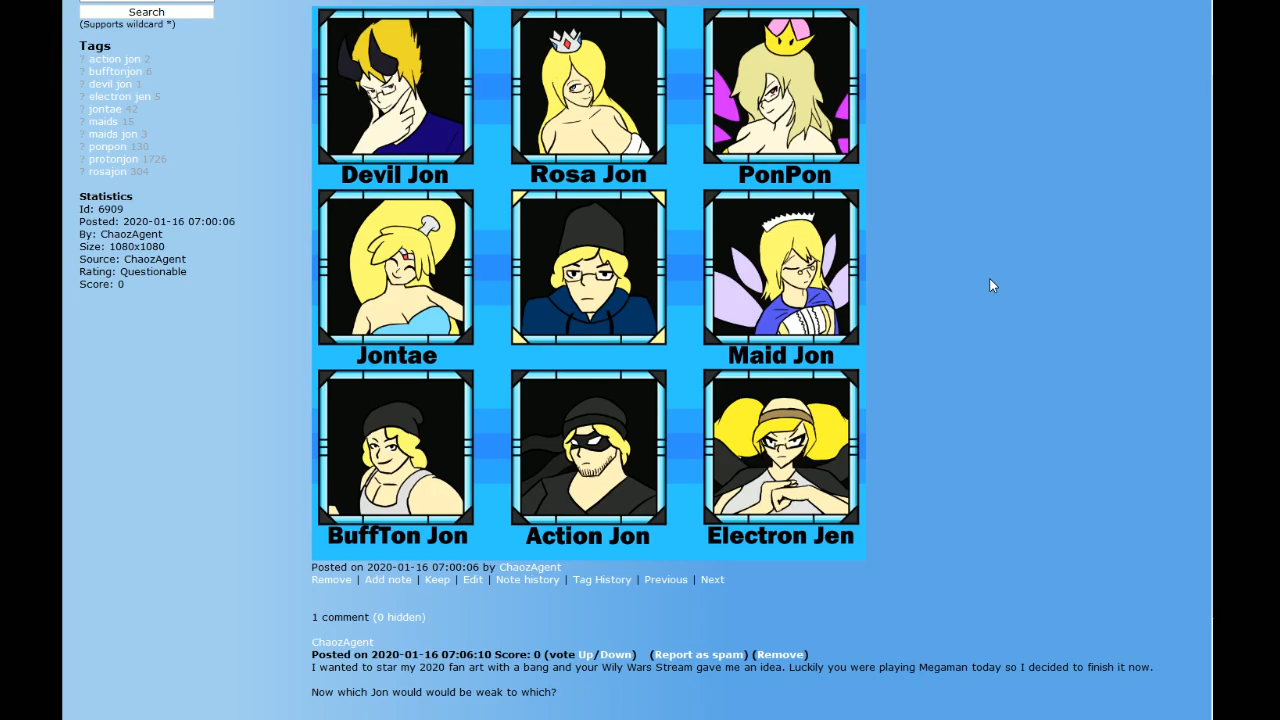 Search
(Supports wildcard *)
Tags
? action jon 2
? bufftonjon 6
? devil jon 1
? electron jen 5
? jontae 42
? maids 15
? maids jon 3
? ponpon 130
? protonjon 1726
? rosajon 304
Statistics
Id: 6909
Posted: 2020-01-16 07:00:06
By: ChaozAgent
Size: 1080x1080
Source: ChaozAgent
Rating: Questionable
Score: 0
Devil Jon
Rosa Jon
PonPon
Jontae
Maid Jon
BuffTon Jon
Action Jon
Electron Jen
Posted on 2020-01-16 07:00:06 by ChaozAgent
Remove | Add note | Keep | Edit | Note history | Tag History | Previous | Next
1 comment (0 hidden)
ChaozAgent
Posted on 2020-01-16 07:06:10 Score: 0 (vote Up/Down) (Report as spam) (Remove)
I wanted to star my 2020 fan art with a bang and your Wily Wars Stream gave me an idea. Luckily you were playing Megaman today so I decided to finish it now.
Now which Jon would would be weak to which?